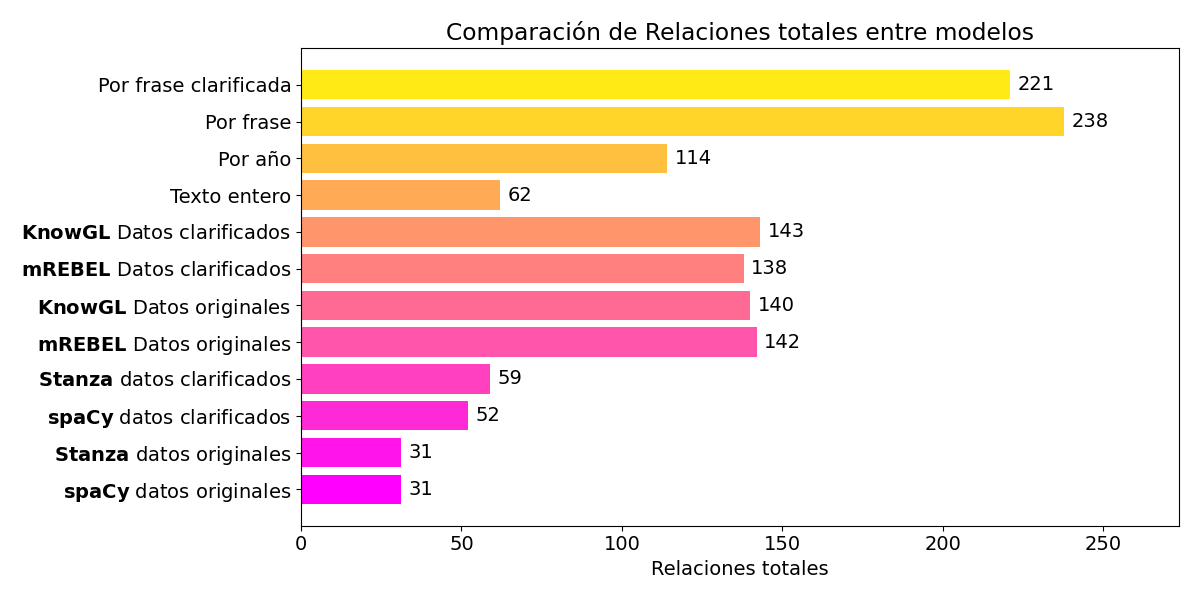 Comparación de Relaciones totales entre modelos
Por frase clarificada 221
Por frase 238
Por año 114
Texto entero 62
KnowGL Datos clarificados 143
mREBEL Datos clarificados 138
KnowGL Datos originales 140
mREBEL Datos originales 142
Stanza datos clarificados 59
spaCy datos clarificados 52
Stanza datos originales 31
spaCy datos originales 31
0 50 100 150 200 250
Relaciones totales